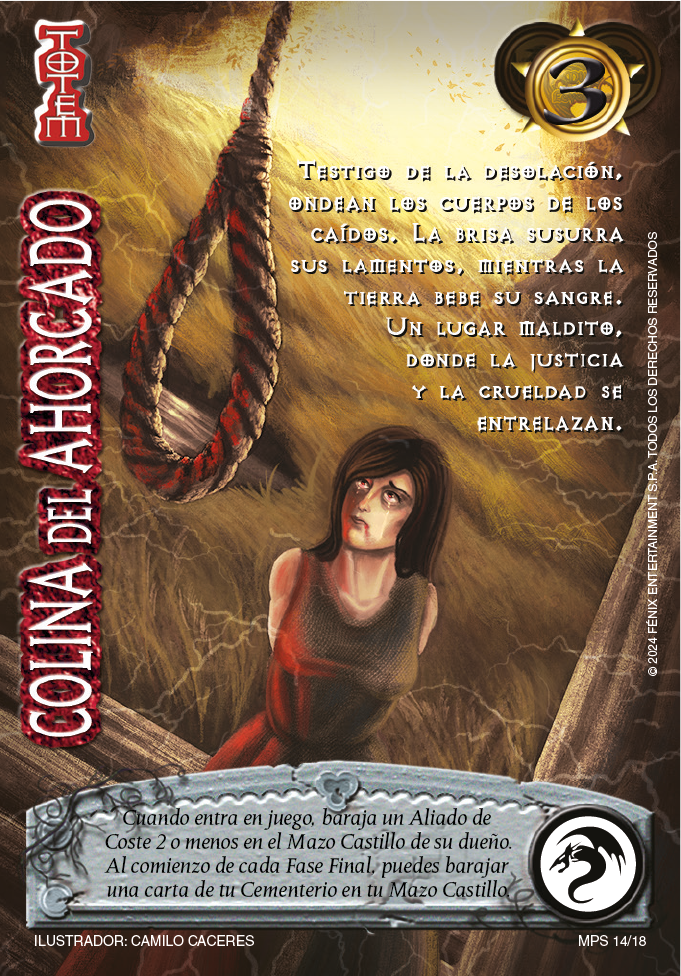 TOTEM
3
COLINA DEL AHORCADO
Testigo de la desolación,
ondean los cuerpos de los
caídos. La brisa susurra
sus lamentos, mientras la
tierra bebe su sangre.
Un lugar maldito,
donde la justicia
y la crueldad se
entrelazan.
© 2024 FÉNIX ENTERTAINMENT S.P.A. TODOS LOS DERECHOS RESERVADOS
Cuando entra en juego, baraja un Aliado de
Coste 2 o menos en el Mazo Castillo de su dueño.
Al comienzo de cada Fase Final, puedes barajar
una carta de tu Cementerio en tu Mazo Castillo.
ILUSTRADOR: CAMILO CACERES
MPS 14/18